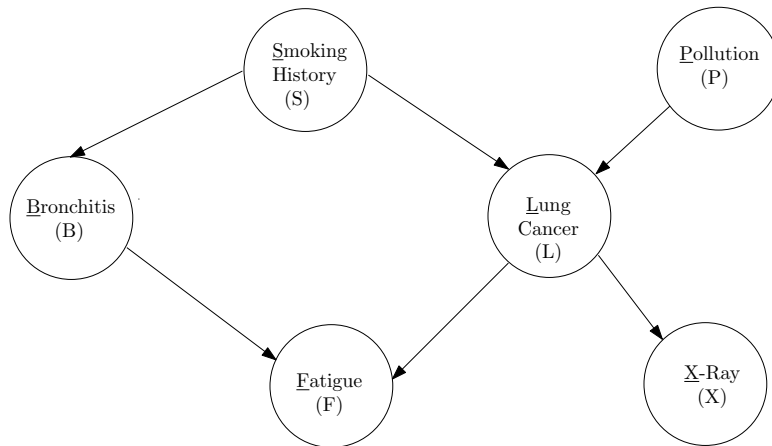 Smoking
History
(S)
Pollution
(P)
Bronchitis
(B)
Lung
Cancer
(L)
Fatigue
(F)
X-Ray
(X)